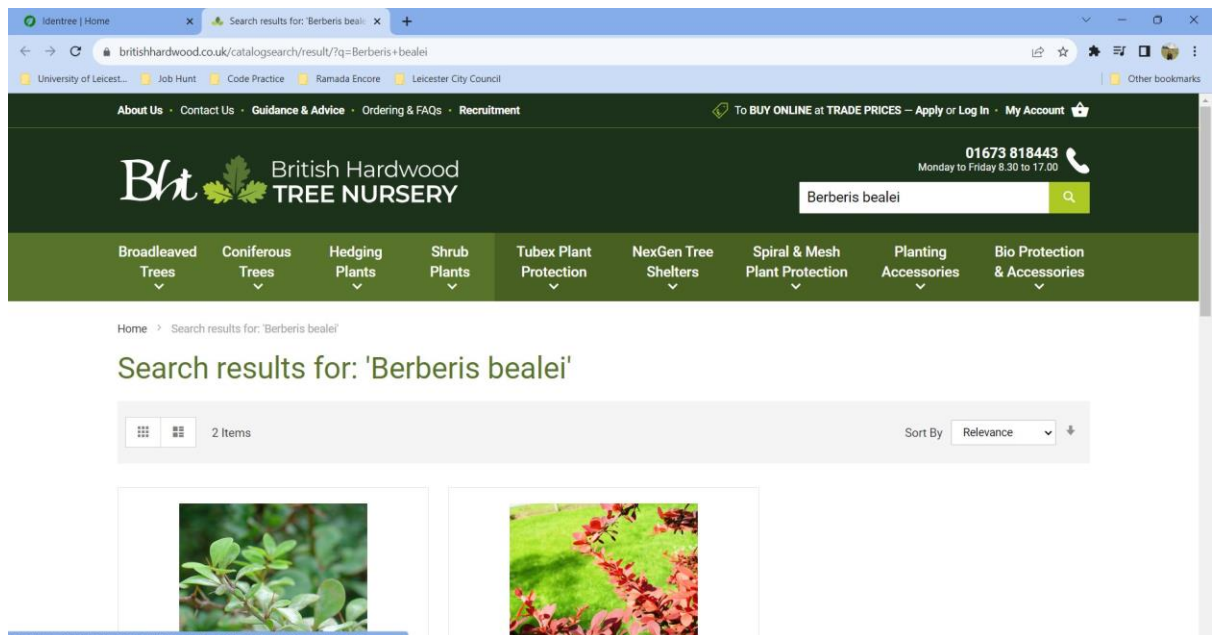 Identree | Home
Search results for: 'Berberis beale
britishhardwood.co.uk/catalogsearch/result/?q=Berberis+bealei
University of Leicest... Job Hunt Code Practice Ramada Encore Leicester City Council Other bookmarks
About Us · Contact Us · Guidance & Advice · Ordering & FAQs · Recruitment
To BUY ONLINE at TRADE PRICES – Apply or Log In · My Account
Bht British Hardwood
TREE NURSERY
01673 818443
Monday to Friday 8.30 to 17.00
Berberis bealei
Broadleaved Trees
Coniferous Trees
Hedging Plants
Shrub Plants
Tubex Plant Protection
NexGen Tree Shelters
Spiral & Mesh Plant Protection
Planting Accessories
Bio Protection & Accessories
Home > Search results for: 'Berberis bealei'
Search results for: 'Berberis bealei'
2 Items
Sort By Relevance